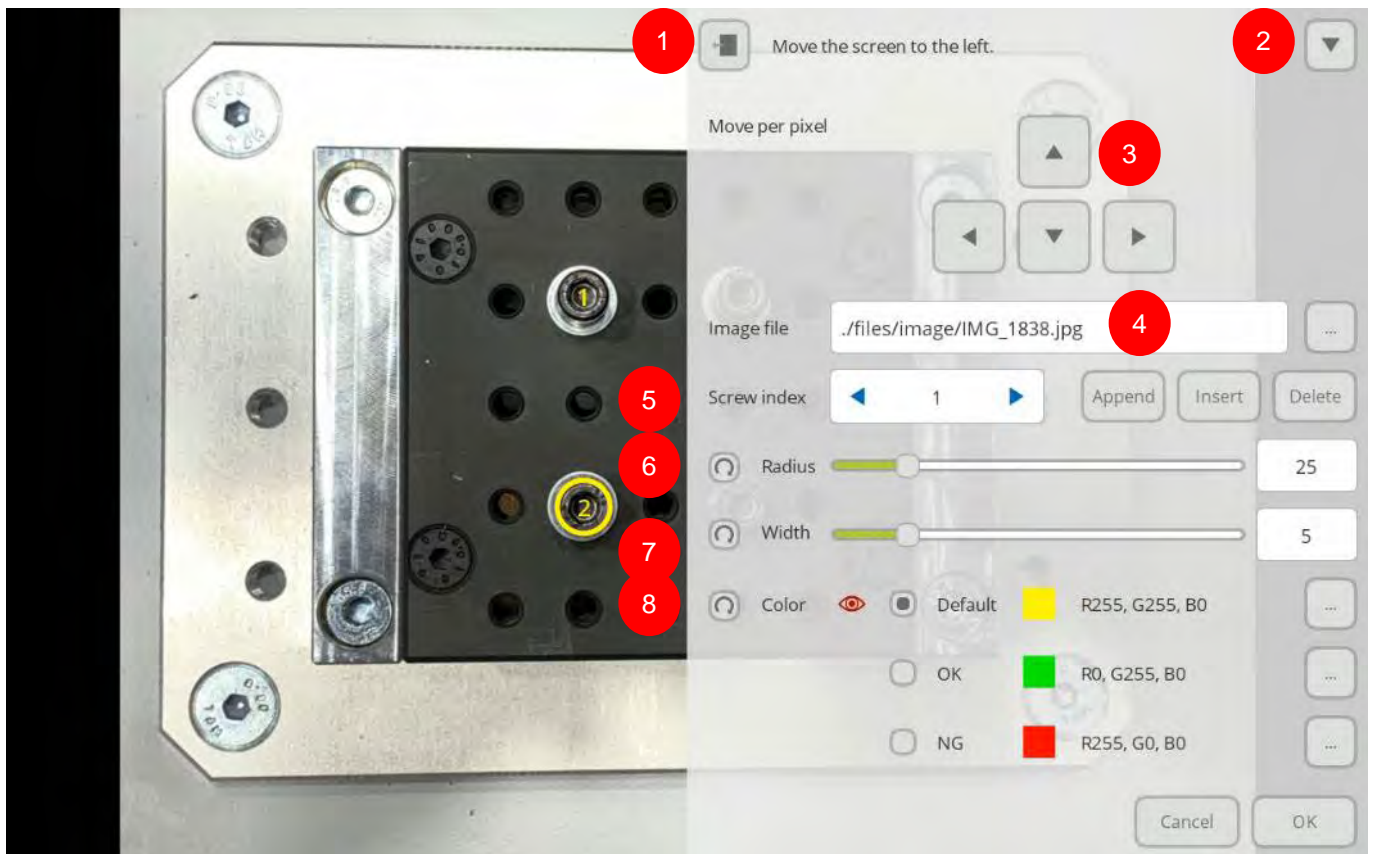 1 Move the screen to the left. 2
Move per pixel
3
1
Image file ./files/image/IMG_1838.jpg 4 ...
5 Screw index 1 Append Insert Delete
6 Radius 25
2
7 Width 5
8 Color Default R255, G255, B0 ...
OK R0, G255, B0 ...
NG R255, G0, B0 ...
Cancel OK